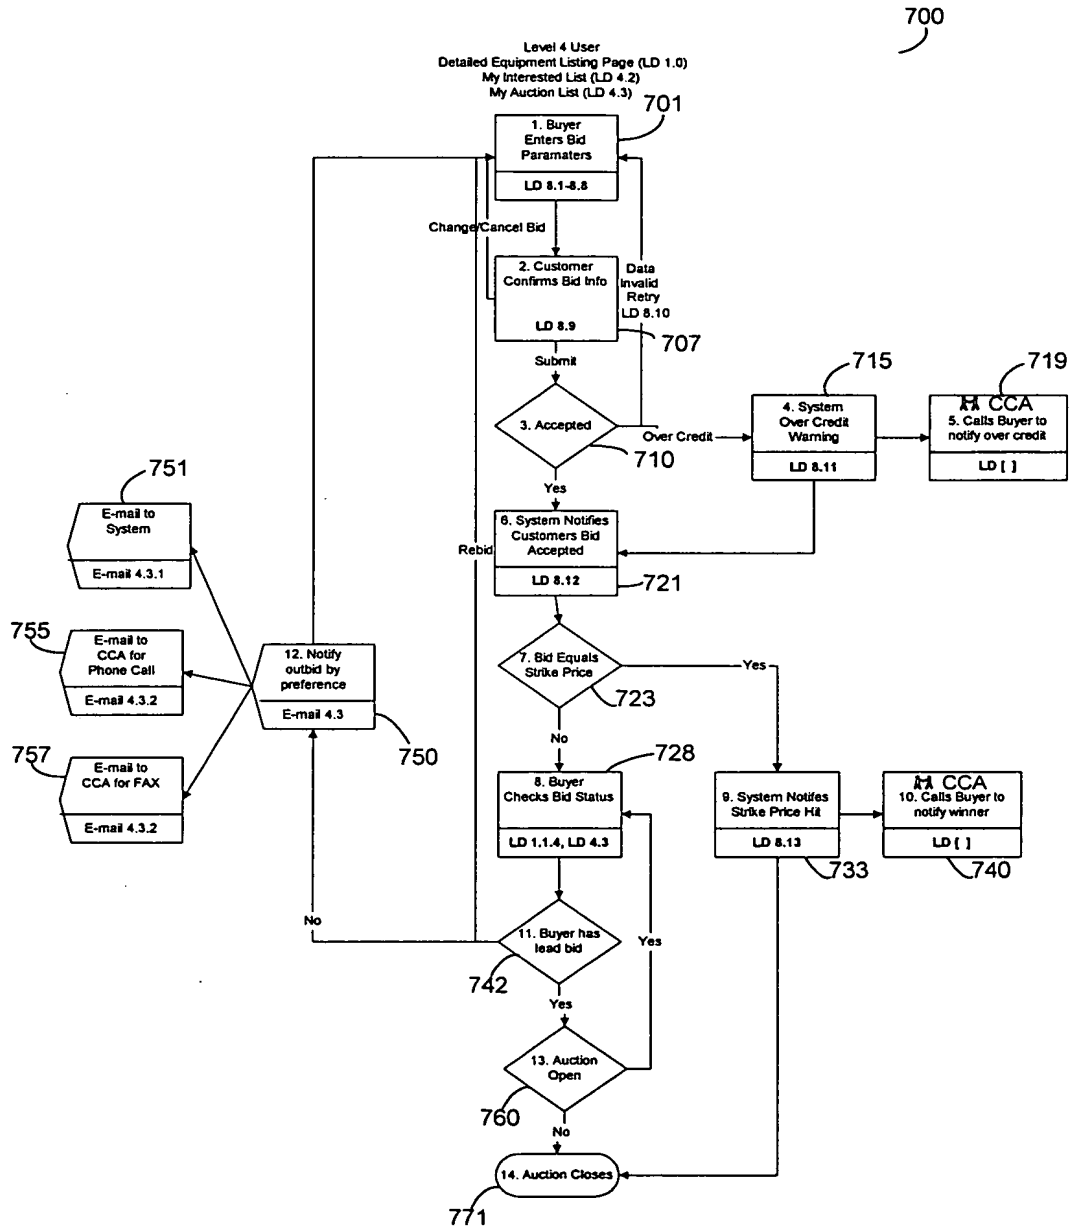 700
Level 4 User
Detailed Equipment Listing Page (LD 1.0)
My Interested List (LD 4.2)
My Auction List (LD 4.3)
701
1. Buyer
Enters Bid
Paramaters
LD 8.1-8.8
Change/Cancel Bid
2. Customer
Confirms Bid Info
LD 8.9
Data
Invalid
Retry
LD 8.10
707
Submit
3. Accepted
710
Over Credit
715
4. System
Over Credit
Warning
LD 8.11
719
CCA
5. Calls Buyer to
notify over credit
LD [ ]
Yes
6. System Notifies
Customers Bid
Accepted
LD 8.12
721
Rebid
751
E-mail to
System
E-mail 4.3.1
755
E-mail to
CCA for
Phone Call
E-mail 4.3.2
757
E-mail to
CCA for FAX
E-mail 4.3.2
12. Notify
outbid by
preference
E-mail 4.3
750
7. Bid Equals
Strike Price
723
Yes
No
728
8. Buyer
Checks Bid Status
LD 1.1.4, LD 4.3
9. System Notifes
Strike Price Hit
LD 8.13
733
CCA
10. Calls Buyer to
notify winner
LD [ ]
740
No
11. Buyer has
lead bid
742
Yes
Yes
13. Auction
Open
760
No
14. Auction Closes
771